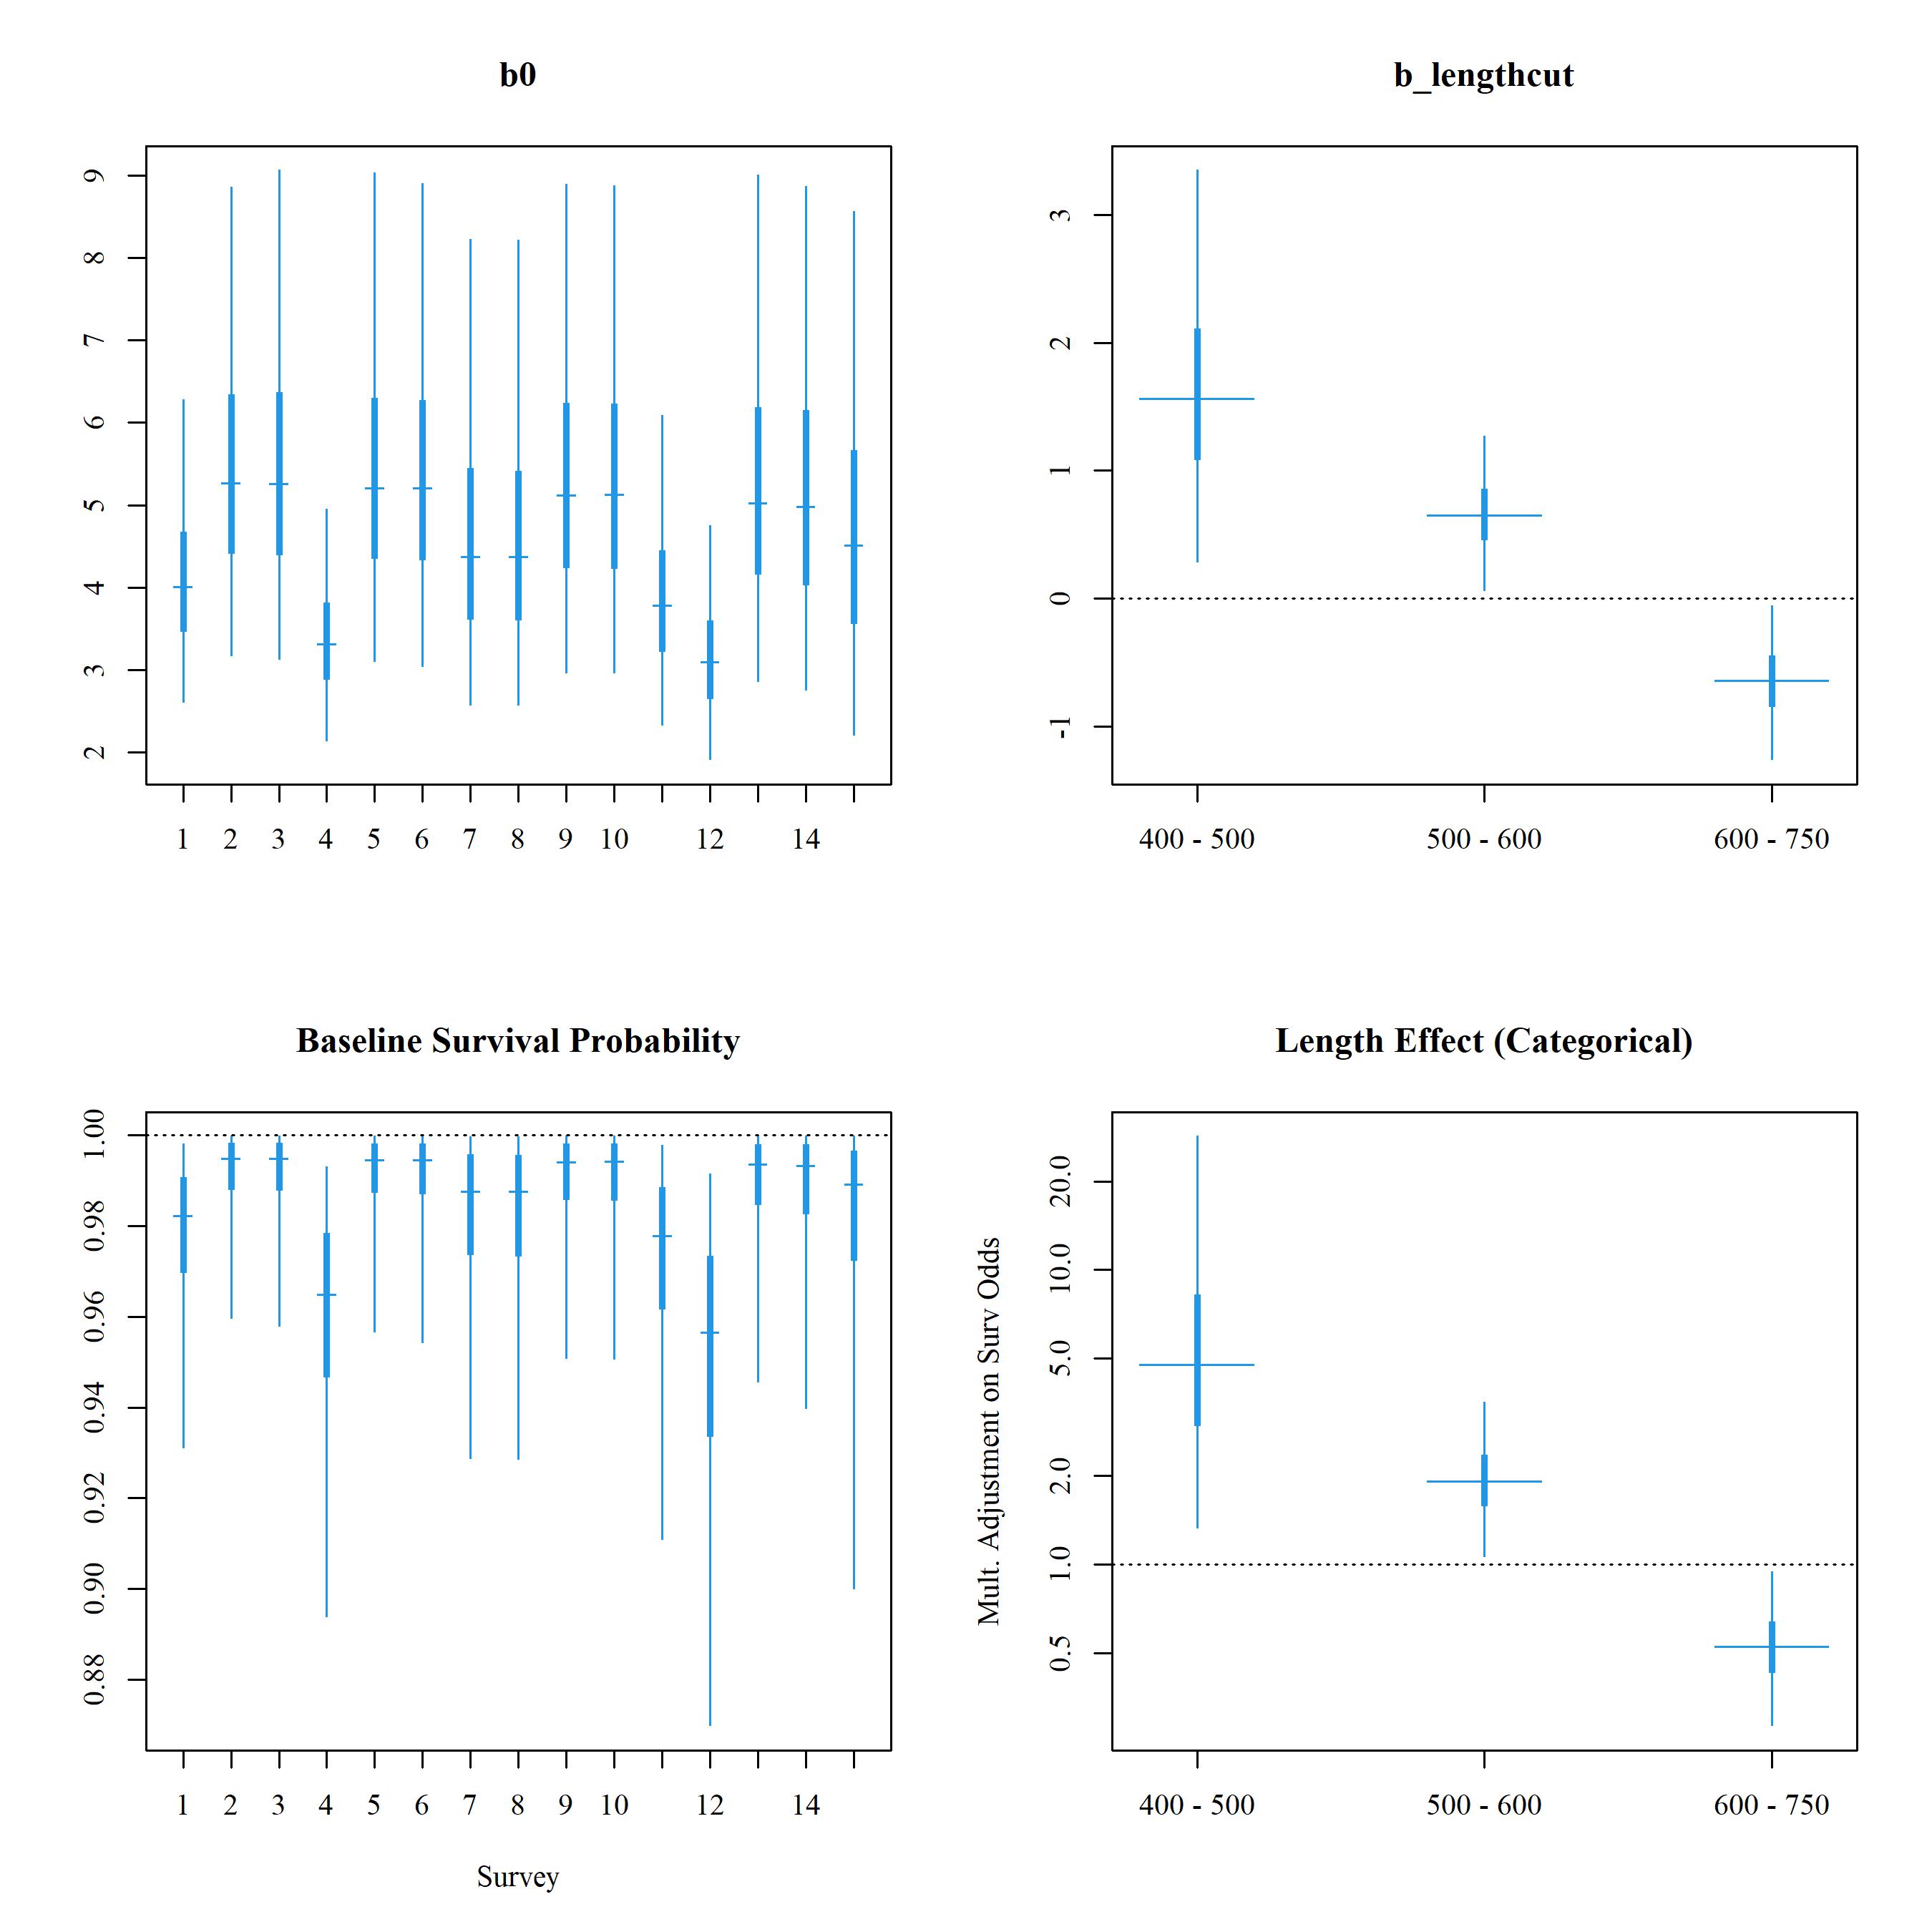 b0
9
8
7
6
5
4
3
2
1 2 3 4 5 6 7 8 9 10 12 14
b_lengthcut
3
2
1
0
-1
400 - 500 500 - 600 600 - 750
Baseline Survival Probability
1.00
0.98
0.96
0.94
0.92
0.90
0.88
1 2 3 4 5 6 7 8 9 10 12 14
Survey
Length Effect (Categorical)
Mult. Adjustment on Surv Odds
20.0
10.0
5.0
2.0
1.0
0.5
400 - 500 500 - 600 600 - 750